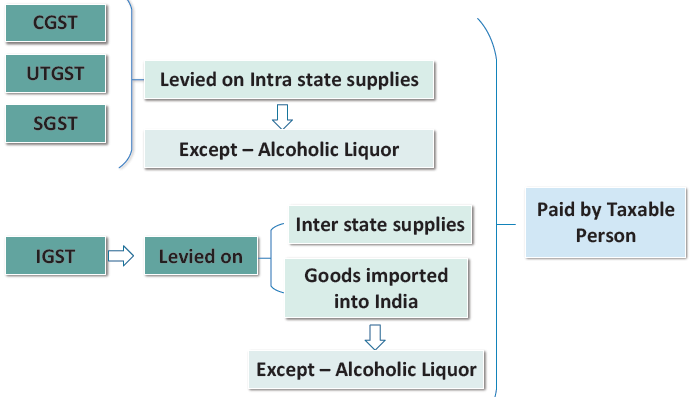 CGST
UTGST
SGST
Levied on Intra state supplies
Except – Alcoholic Liquor
IGST
Levied on
Inter state supplies
Goods imported
into India
Except – Alcoholic Liquor
Paid by Taxable
Person